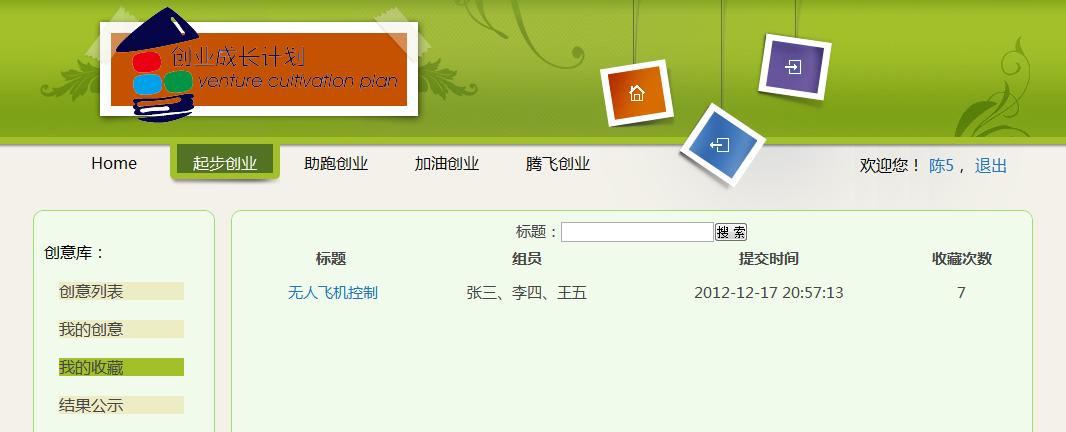 创业成长计划
venture cultivation plan
Home 起步创业 助跑创业 加油创业 腾飞创业 欢迎您！ 陈5， 退出
创意库：
创意列表
我的创意
我的收藏
结果公示
标题： 搜 索
标题 组员 提交时间 收藏次数
无人飞机控制 张三、李四、王五 2012-12-17 20:57:13 7